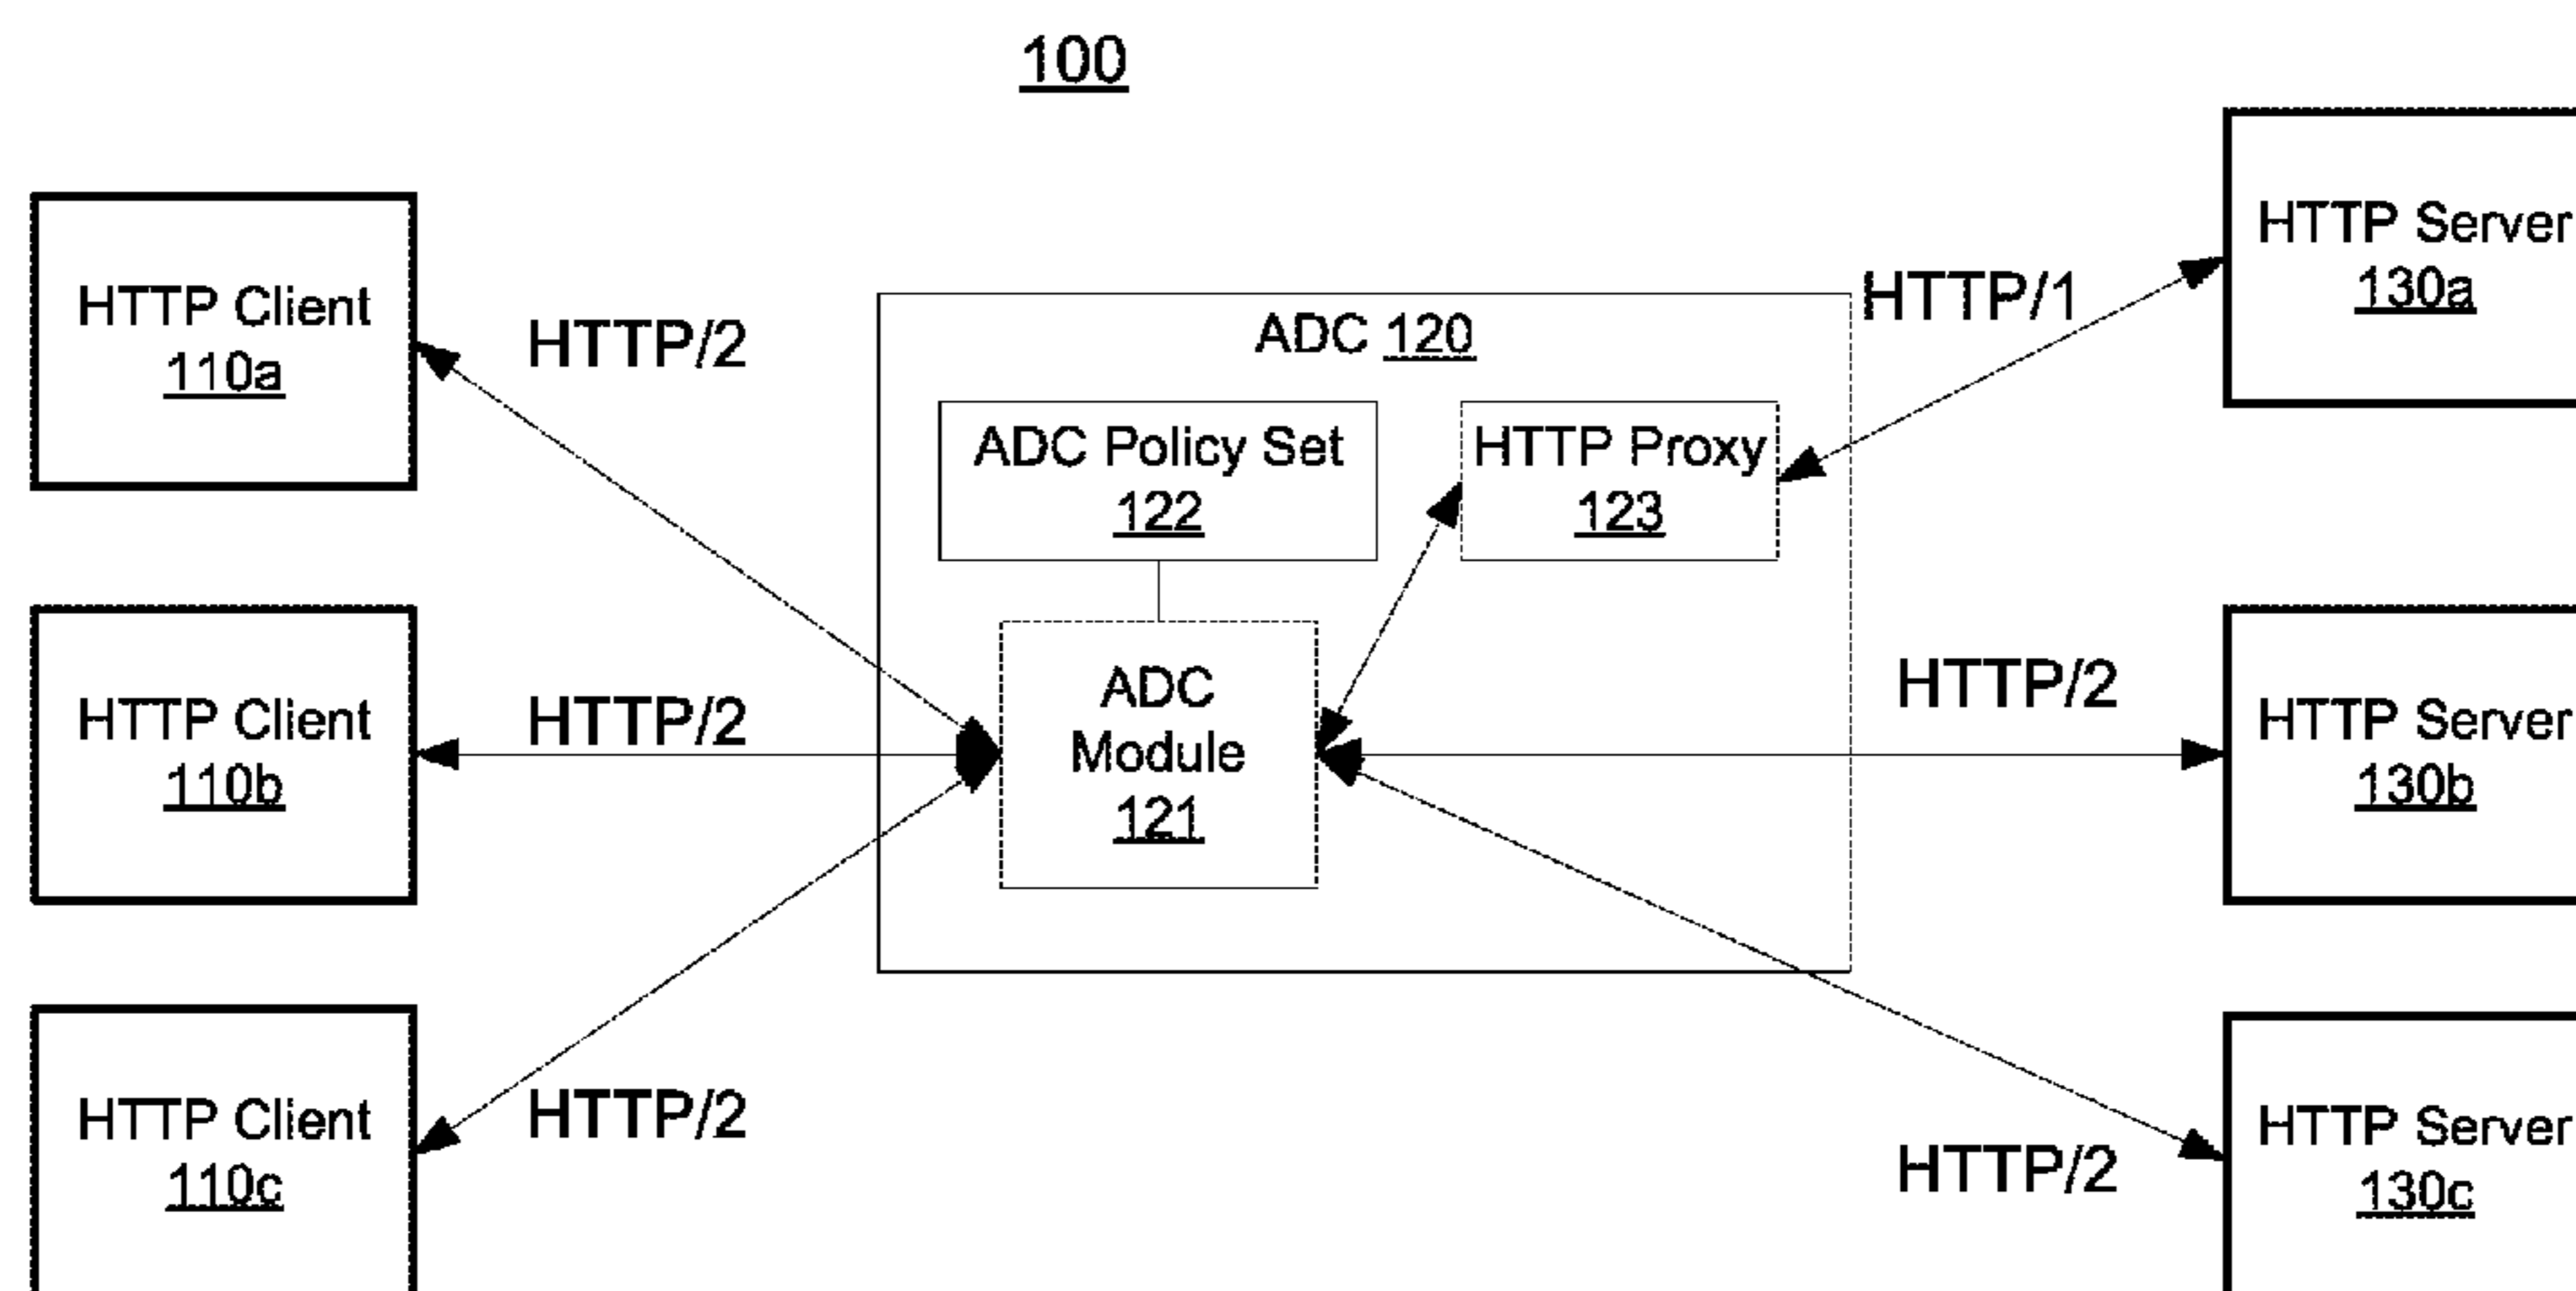 100
HTTP Client
110a
HTTP/2
HTTP Client
110b
HTTP/2
HTTP Client
110c
HTTP/2
ADC 120
ADC Policy Set
122
HTTP Proxy
123
ADC
Module
121
HTTP/1
HTTP Server
130a
HTTP/2
HTTP Server
130b
HTTP/2
HTTP Server
130c